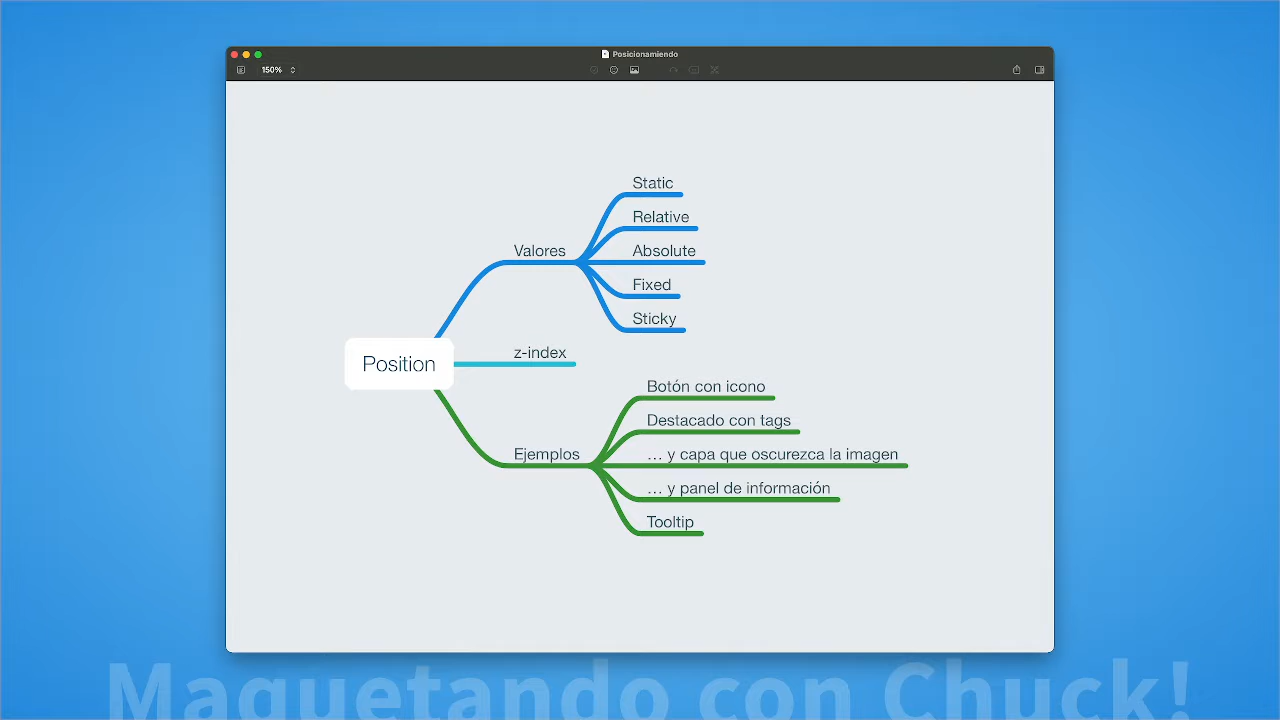 Posicionamiendo
150%
Static
Relative
Valores
Absolute
Fixed
Sticky
z-index
Position
Botón con icono
Destacado con tags
Ejemplos
... y capa que oscurezca la imagen
... y panel de información
Tooltip
Maquetando con Chuck!